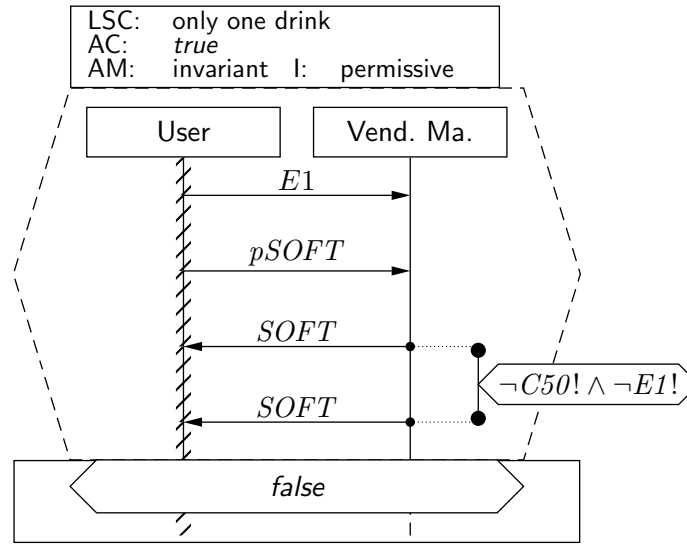 LSC: only one drink
AC: true
AM: invariant I: permissive
User Vend. Ma.
E1
pSOFT
SOFT
¬C50! ∧ ¬E1!
SOFT
false